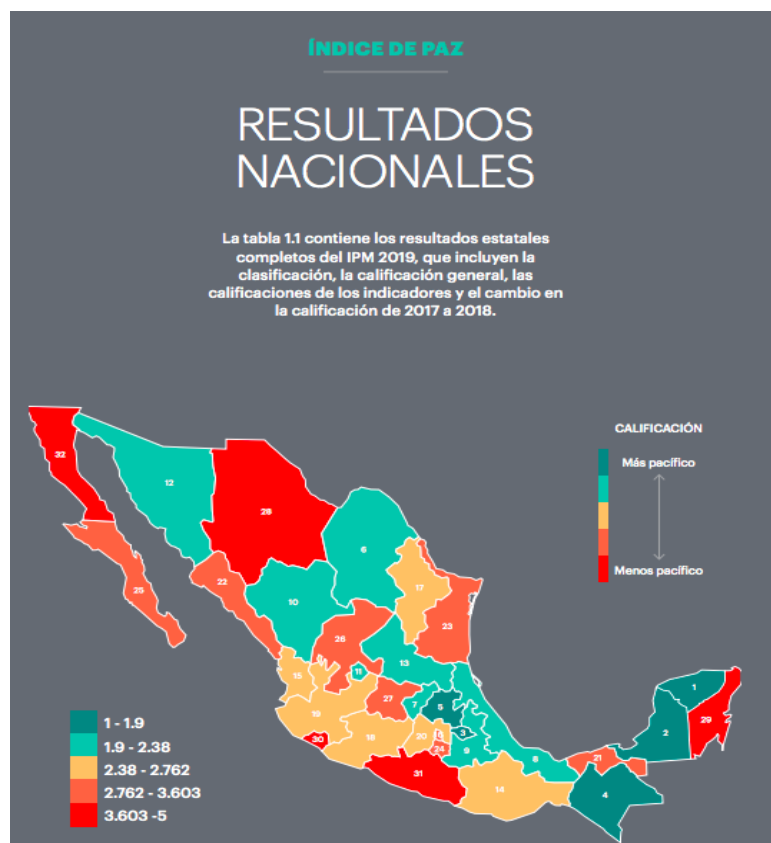 ÍNDICE DE PAZ
RESULTADOS
NACIONALES
La tabla 1.1 contiene los resultados estatales
completos del IPM 2019, que incluyen la
clasificación, la calificación general, las
calificaciones de los indicadores y el cambio en
la calificación de 2017 a 2018.
CALIFICACIÓN
Más pacífico
Menos pacífico
32
12
28
6
25
22
17
10
23
26
13
11
15
1
27
7
5
29
2
19
30
18
20
3
24
9
8
21
31
14
4
1 - 1.9
1.9 - 2.38
2.38 - 2.762
2.762 - 3.603
3.603 -5